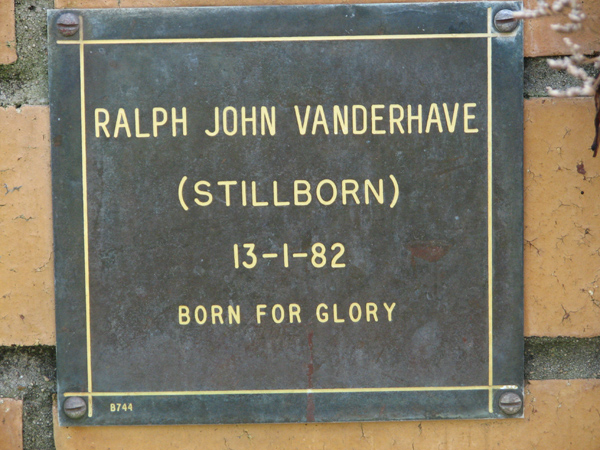 RALPH JOHN VANDERHAVE
(STILLBORN)
13-1-82
BORN FOR GLORY
B744